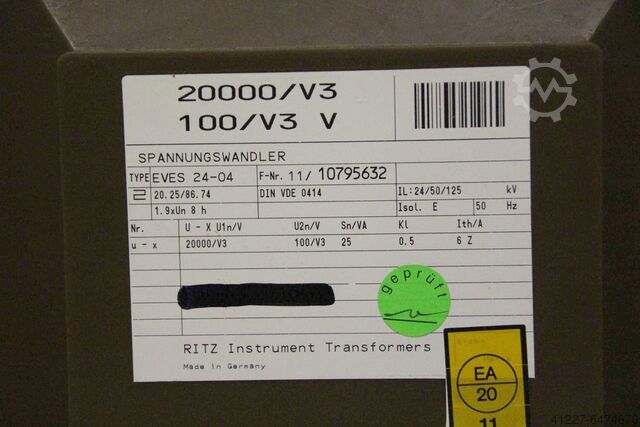 20000/V3
100/V3 V
SPANNUNGSWANDLER
TYPE EVES 24-04 F-Nr. 11/ 10795632
20.25/86.74 DIN VDE 0414 IL:24/50/125 kV
1.9xUn 8 h Isol. E 50 Hz
Nr. U - X U1n/V U2n/V Sn/VA Kl Ith/A
u - x 20000/V3 100/V3 25 0.5 6 Z
geprüft
RITZ Instrument Transformers
Made in Germany
EA
20
11